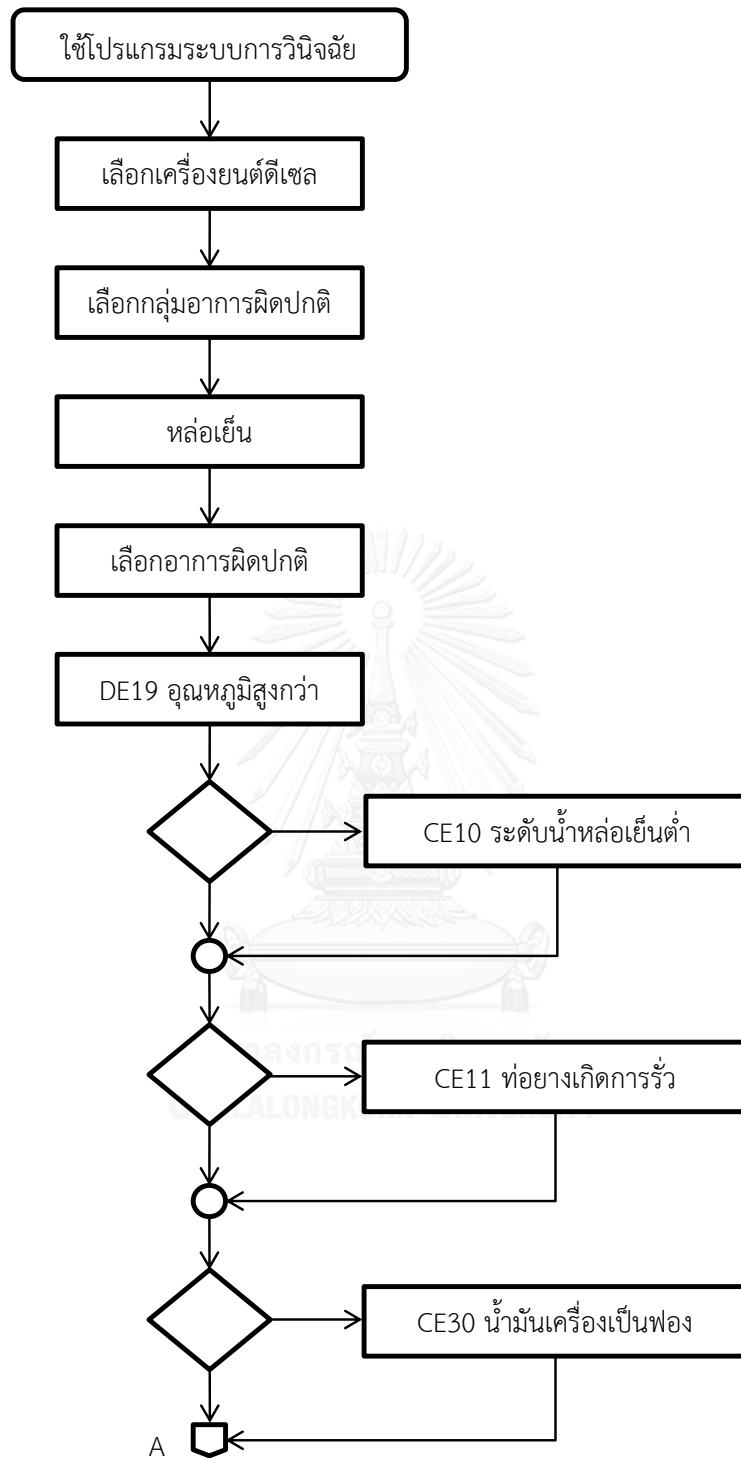 ใช้โปรแกรมระบบการวินิจฉัย
เลือกเครื่องยนต์ดีเซล
เลือกกลุ่มอาการผิดปกติ
หล่อเย็น
เลือกอาการผิดปกติ
DE19 อุณหภูมิสูงกว่า
CE10 ระดับน้ำหล่อเย็นต่ำ
CE11 ท่อยางเกิดการรั่ว
CE30 น้ำมันเครื่องเป็นฟอง
A